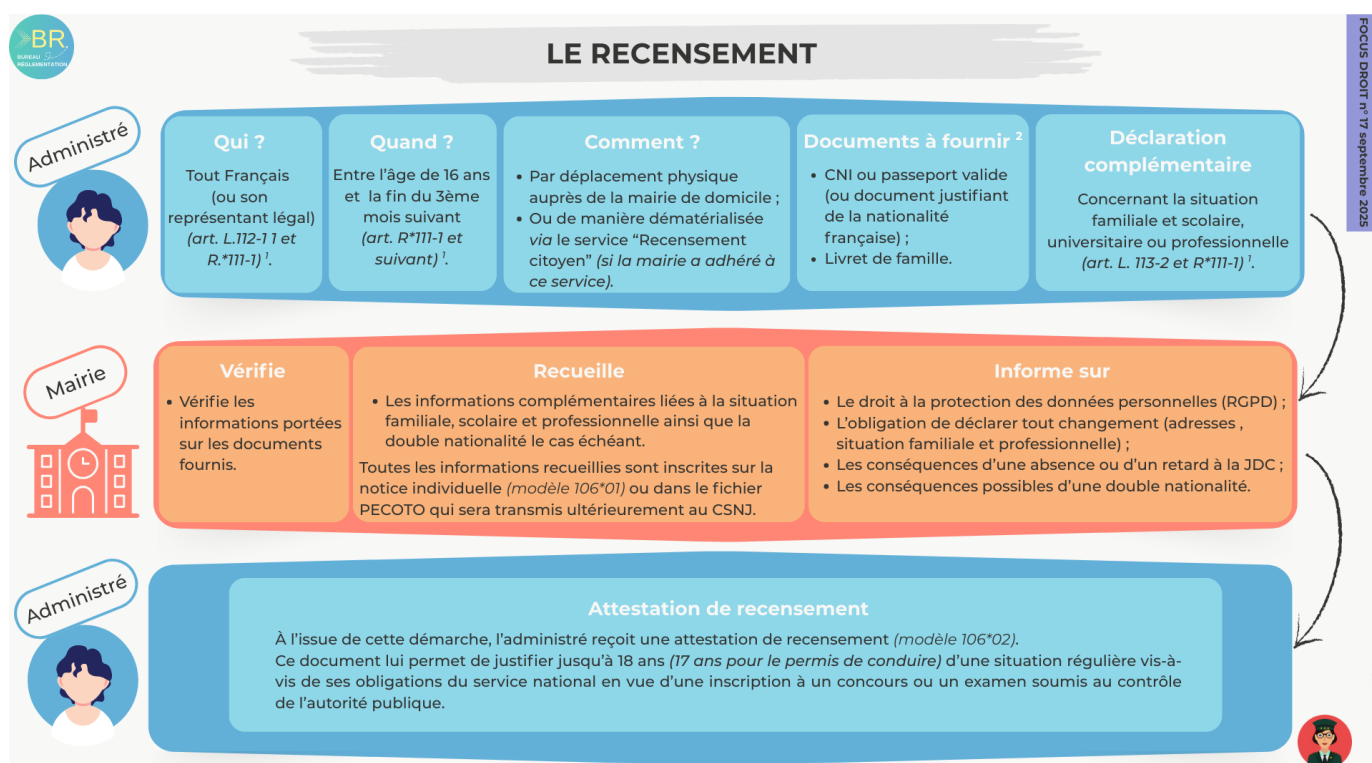 BR.
BUREAU
RÉGLEMENTATION
LE RECENSEMENT
FOCUS DROIT n° 17 septembre 2025
Administré
Qui ?
Tout Français
(ou son
représentant légal)
(art. L.112-1 1 et
R.*111-1) ¹.
Quand ?
Entre l’âge de 16 ans
et la fin du 3ème
mois suivant
(art. R*111-1 et
suivant) ¹.
Comment ?
• Par déplacement physique
auprès de la mairie de domicile ;
• Ou de manière dématérialisée
via le service “Recensement
citoyen” (si la mairie a adhéré à
ce service).
Documents à fournir ²
• CNI ou passeport valide
(ou document justifiant
de la nationalité
française) ;
• Livret de famille.
Déclaration
complémentaire
Concernant la situation
familiale et scolaire,
universitaire ou professionnelle
(art. L. 113-2 et R*111-1) ¹.
Mairie
Vérifie
• Vérifie les
informations portées
sur les documents
fournis.
Recueille
• Les informations complémentaires liées à la situation
familiale, scolaire et professionnelle ainsi que la
double nationalité le cas échéant.
Toutes les informations recueillies sont inscrites sur la
notice individuelle (modèle 106*01) ou dans le fichier
PECOTO qui sera transmis ultérieurement au CSNJ.
Informe sur
• Le droit à la protection des données personnelles (RGPD) ;
• L’obligation de déclarer tout changement (adresses ,
situation familiale et professionnelle) ;
• Les conséquences d’une absence ou d’un retard à la JDC ;
• Les conséquences possibles d’une double nationalité.
Administré
Attestation de recensement
À l’issue de cette démarche, l’administré reçoit une attestation de recensement (modèle 106*02).
Ce document lui permet de justifier jusqu’à 18 ans (17 ans pour le permis de conduire) d’une situation régulière vis-à-
vis de ses obligations du service national en vue d’une inscription à un concours ou un examen soumis au contrôle
de l’autorité publique.